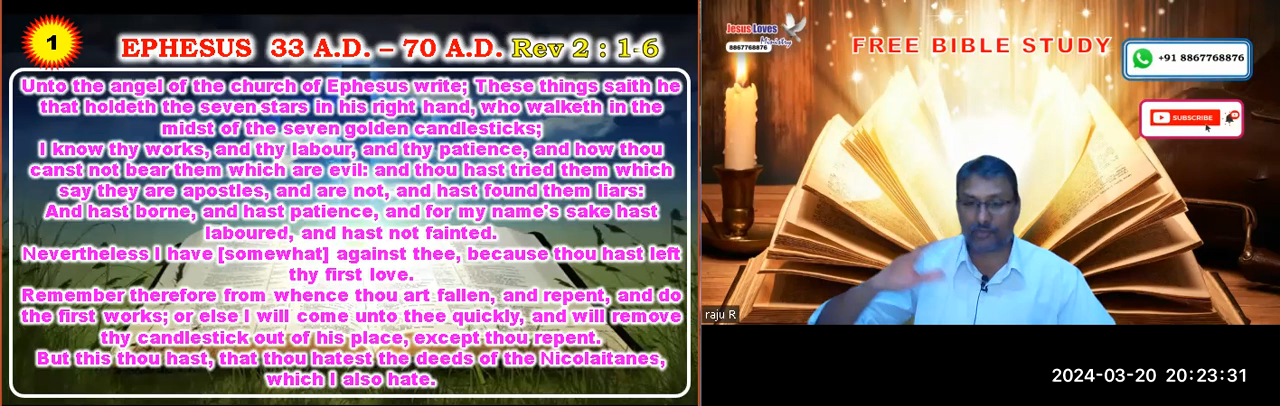 1
EPHESUS 33 A.D. – 70 A.D. Rev 2 : 1-6
Unto the angel of the church of Ephesus write; These things saith he
that holdeth the seven stars in his right hand, who walketh in the
midst of the seven golden candlesticks;
I know thy works, and thy labour, and thy patience, and how thou
canst not bear them which are evil: and thou hast tried them which
say they are apostles, and are not, and hast found them liars:
And hast borne, and hast patience, and for my name's sake hast
laboured, and hast not fainted.
Nevertheless I have [somewhat] against thee, because thou hast left
thy first love.
Remember therefore from whence thou art fallen, and repent, and do
the first works; or else I will come unto thee quickly, and will remove
thy candlestick out of his place, except thou repent.
But this thou hast, that thou hatest the deeds of the Nicolaitanes,
which I also hate.
Jesus Loves
Ministry
8867768876
FREE BIBLE STUDY
+91 8867768876
SUBSCRIBE
raju R
2024-03-20 20:23:31